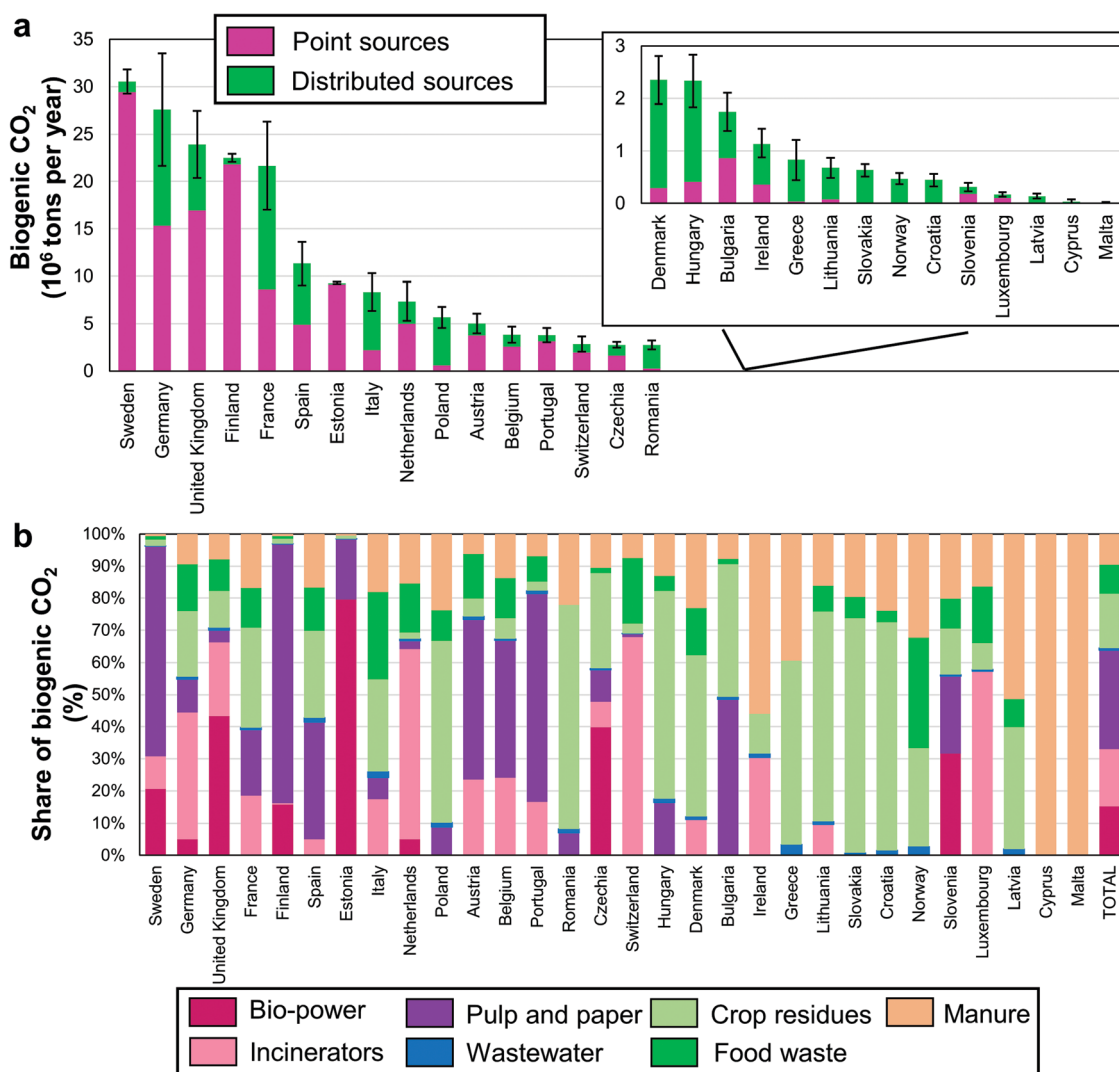 a
Point sources
Distributed sources
Biogenic CO₂
(10⁶ tons per year)
35
30
25
20
15
10
5
0
Sweden
Germany
United Kingdom
Finland
France
Spain
Estonia
Italy
Netherlands
Poland
Austria
Belgium
Portugal
Switzerland
Czechia
Romania
3
2
1
0
Denmark
Hungary
Bulgaria
Ireland
Greece
Lithuania
Slovakia
Norway
Croatia
Slovenia
Luxembourg
Latvia
Cyprus
Malta
b
Share of biogenic CO₂
(%)
100%
90%
80%
70%
60%
50%
40%
30%
20%
10%
0%
Sweden
Germany
United Kingdom
France
Finland
Spain
Estonia
Italy
Netherlands
Poland
Austria
Belgium
Portugal
Romania
Czechia
Switzerland
Hungary
Denmark
Bulgaria
Ireland
Greece
Lithuania
Slovakia
Croatia
Norway
Slovenia
Luxembourg
Latvia
Cyprus
Malta
TOTAL
Bio-power
Pulp and paper
Crop residues
Manure
Incinerators
Wastewater
Food waste